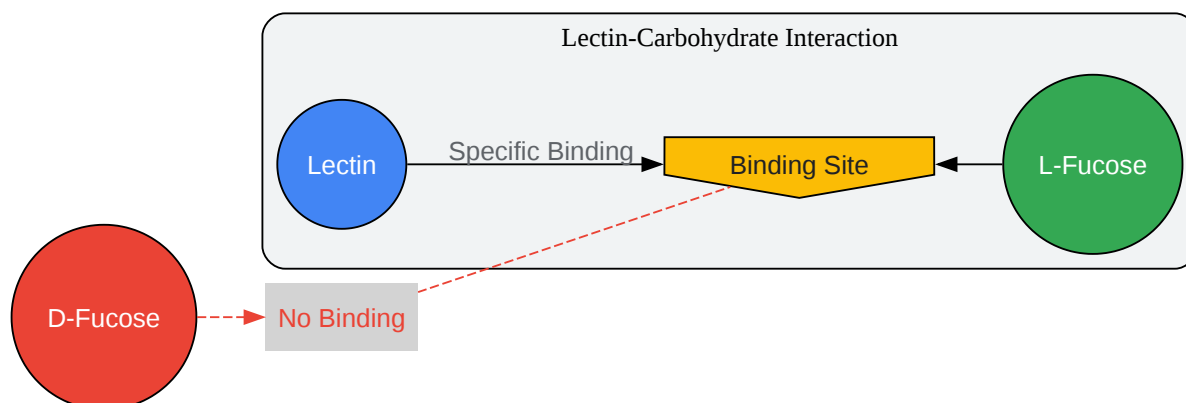 Lectin-Carbohydrate Interaction
Lectin
Specific Binding
Binding Site
L-Fucose
D-Fucose
No Binding